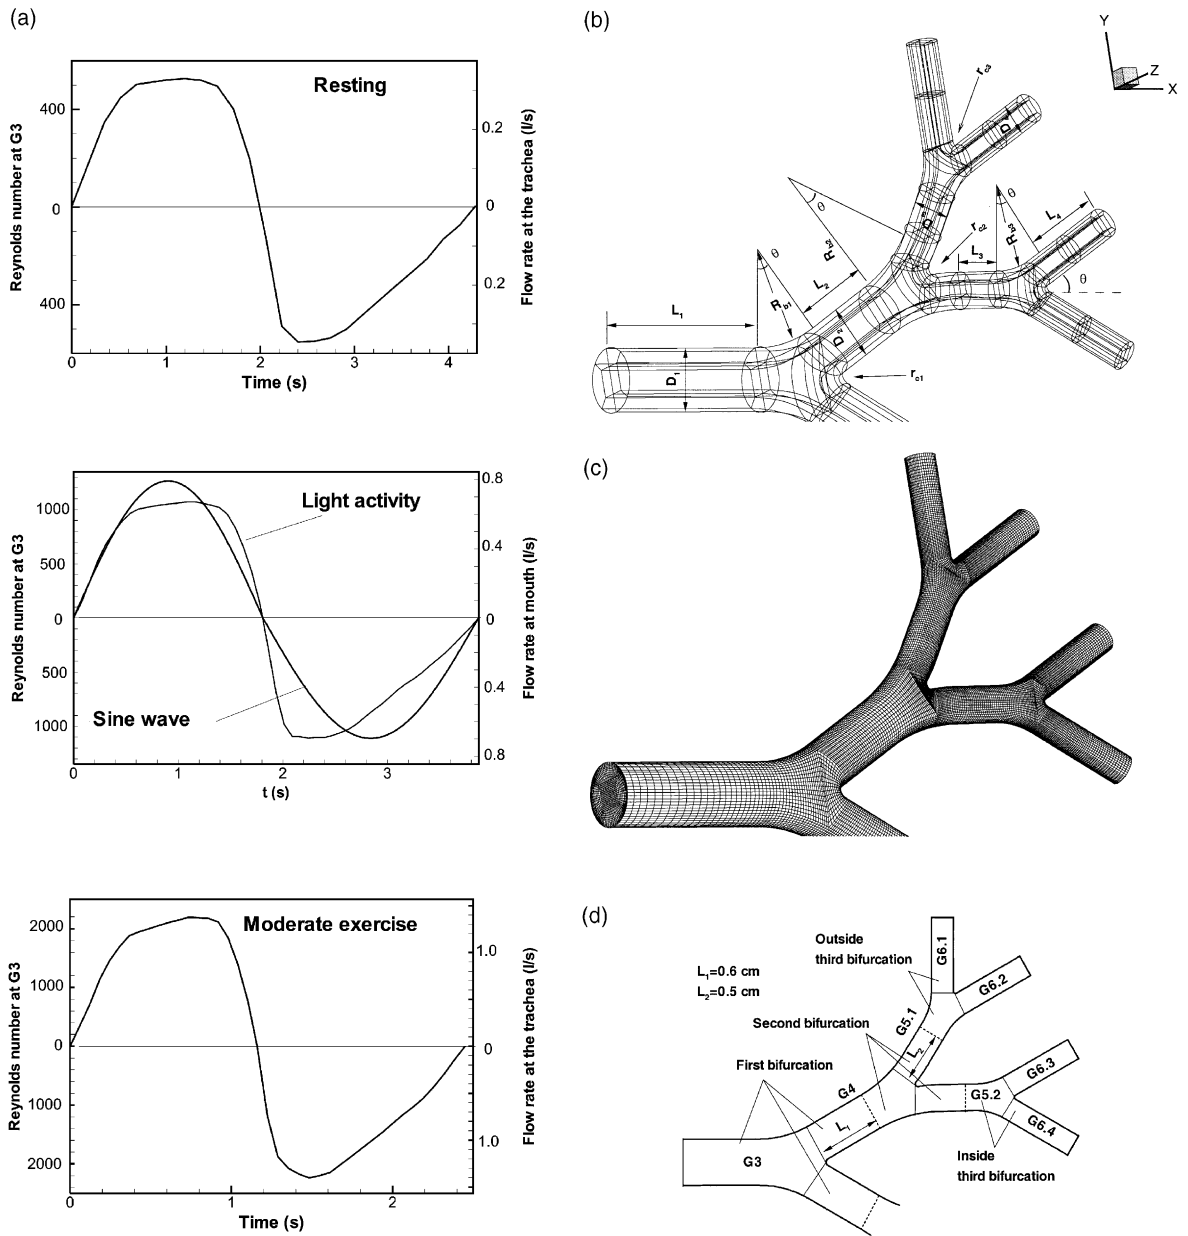 (a)
Resting
Reynolds number at G3
400
0
400
0.2
0
0.2
Flow rate at the trachea (l/s)
0 1 2 3 4
Time (s)
Light activity
Sine wave
Reynolds number at G3
1000
500
0
500
1000
0.8
0.4
0
0.4
0.8
Flow rate at mouth (l/s)
0 1 2 3
t (s)
Moderate exercise
Reynolds number at G3
2000
1000
0
1000
2000
1.0
0
1.0
Flow rate at the trachea (l/s)
0 1 2
Time (s)
(b)
Y
Z
X
θ
θ
θ
θ
L1
L2
L3
L4
D1
D2
Rb1
rc1
rc2
(c)
(d)
Outside
third bifurcation
L1=0.6 cm
L2=0.5 cm
Second bifurcation
First bifurcation
G6.1
G6.2
G5.1
L2
G4
L1
G3
G5.2
G6.3
G6.4
Inside
third bifurcation